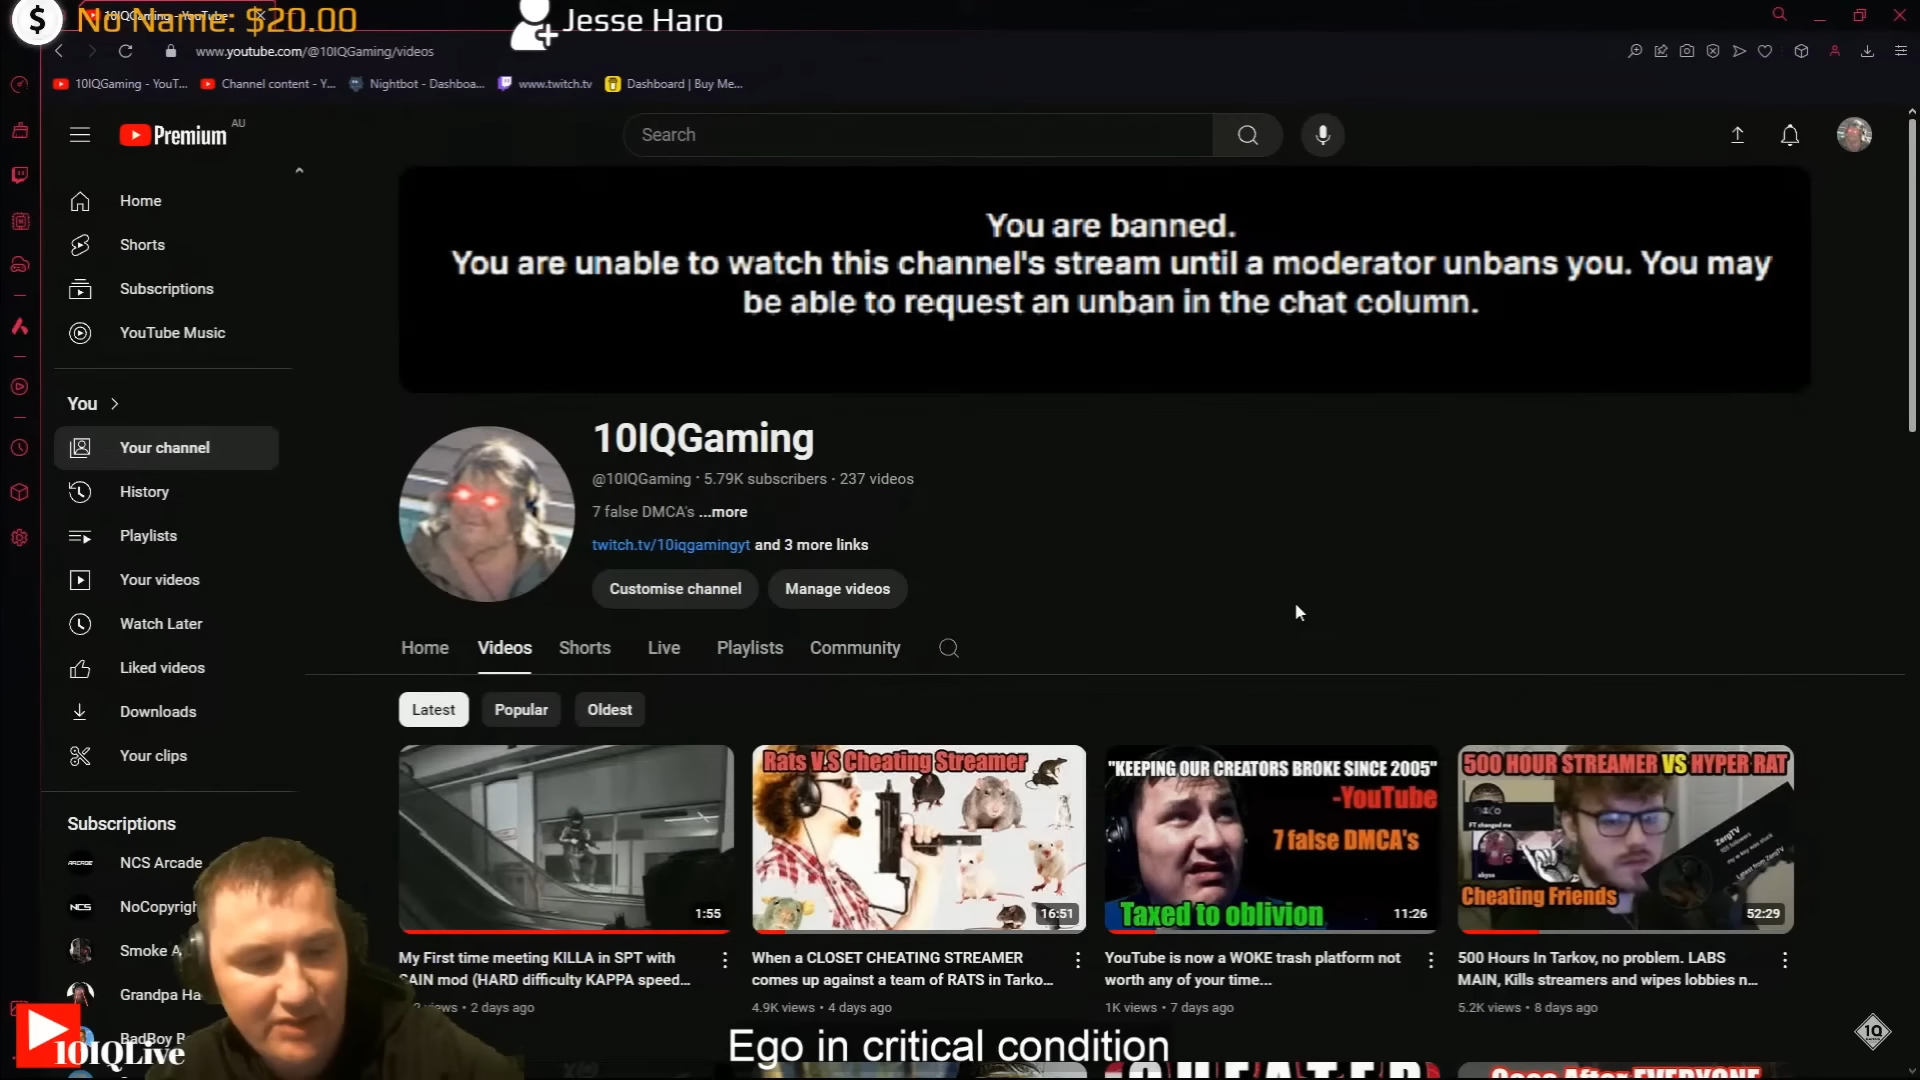 No Name: $20.00
Jesse Haro
www.youtube.com/@10IQGaming/videos
10IQGaming - YouT...
Channel content - Y...
Nightbot - Dashboa...
www.twitch.tv
Dashboard | Buy Me...
Premium
AU
Search
Home
Shorts
Subscriptions
YouTube Music
You
Your channel
History
Playlists
Your videos
Watch Later
Liked videos
Downloads
Your clips
Subscriptions
NCS Arcade
Smoke
Grandpa
10IQLive
You are banned.
You are unable to watch this channel's stream until a moderator unbans you. You may
be able to request an unban in the chat column.
10IQGaming
@10IQGaming · 5.79K subscribers · 237 videos
7 false DMCA's ...more
twitch.tv/10iqgamingyt and 3 more links
Customise channel
Manage videos
Home
Videos
Shorts
Live
Playlists
Community
Latest
Popular
Oldest
1:55
My First time meeting KILLA in SPT with
SAIN mod (HARD difficulty KAPPA speed...
views · 2 days ago
Rats V.S Cheating Streamer
16:51
When a CLOSET CHEATING STREAMER
comes up against a team of RATS in Tarko...
4.9K views · 4 days ago
"KEEPING OUR CREATORS BROKE SINCE 2005"
-YouTube
7 false DMCA's
Taxed to oblivion
11:26
YouTube is now a WOKE trash platform not
worth any of your time...
1K views · 7 days ago
500 HOUR STREAMER VS HYPER RAT
ZergTV
Cheating Friends
52:29
500 Hours In Tarkov, no problem. LABS
MAIN, Kills streamers and wipes lobbies n...
5.2K views · 8 days ago
Ego in critical condition
IQ